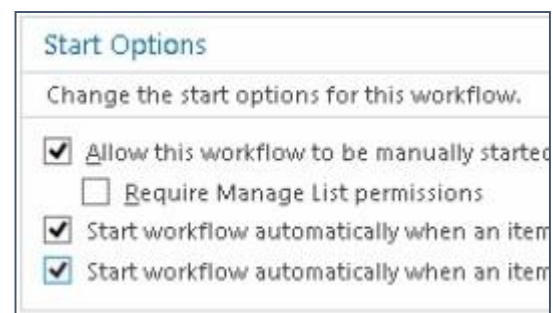 Start Options
Change the start options for this workflow.
Allow this workflow to be manually started
Require Manage List permissions
Start workflow automatically when an item
Start workflow automatically when an item